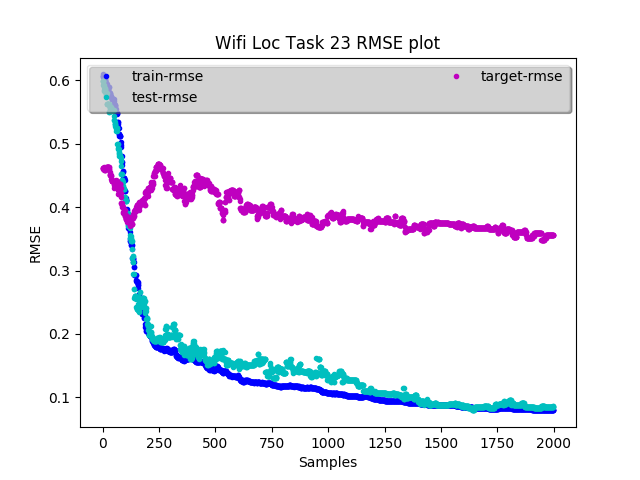 Wifi Loc Task 23 RMSE plot
train-rmse
test-rmse
target-rmse
0.6
0.5
0.4
0.3
0.2
0.1
RMSE
0 250 500 750 1000 1250 1500 1750 2000
Samples